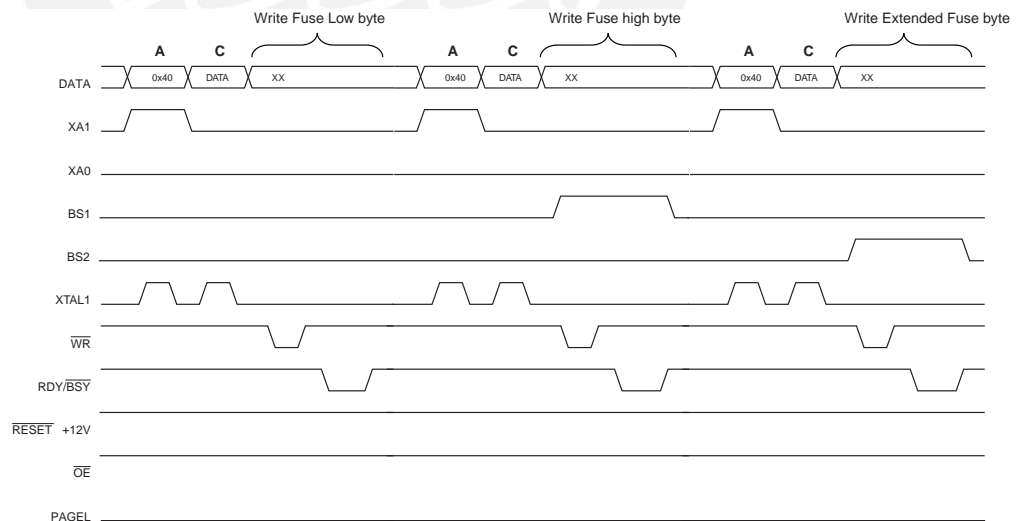 Write Fuse Low byte Write Fuse high byte Write Extended Fuse byte
A C A C A C
DATA 0x40 DATA XX 0x40 DATA XX 0x40 DATA XX
XA1
XA0
BS1
BS2
XTAL1
WR
RDY/BSY
RESET +12V
OE
PAGEL